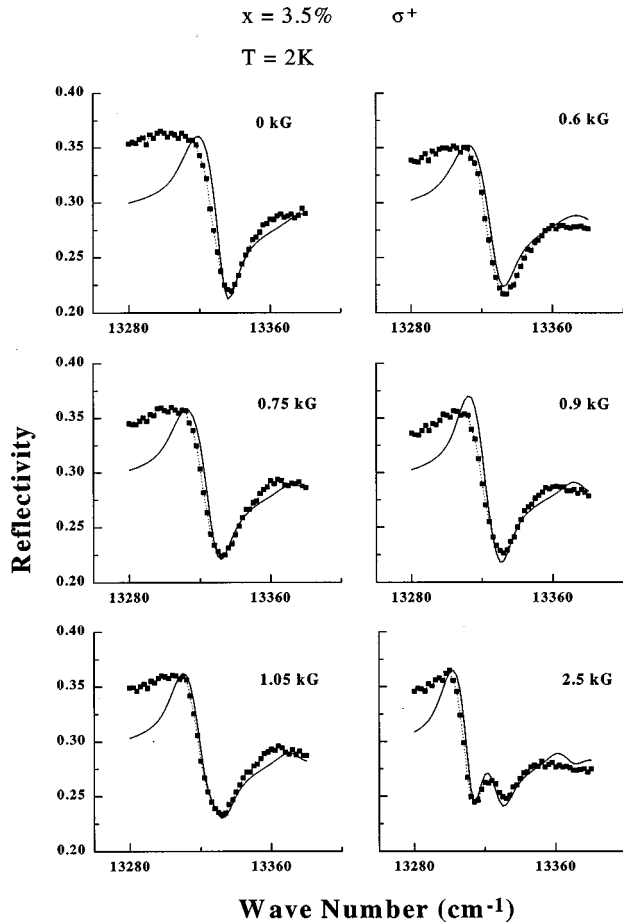 x = 3.5% σ+
T = 2K
0.40
0.35
0.30
0.25
0.20
0 kG
13280
13360
0.6 kG
13280
13360
0.40
0.35
0.30
0.25
0.20
0.75 kG
13280
13360
0.9 kG
13280
13360
0.40
0.35
0.30
0.25
0.20
1.05 kG
13280
13360
2.5 kG
13280
13360
Reflectivity
Wave Number (cm-1)